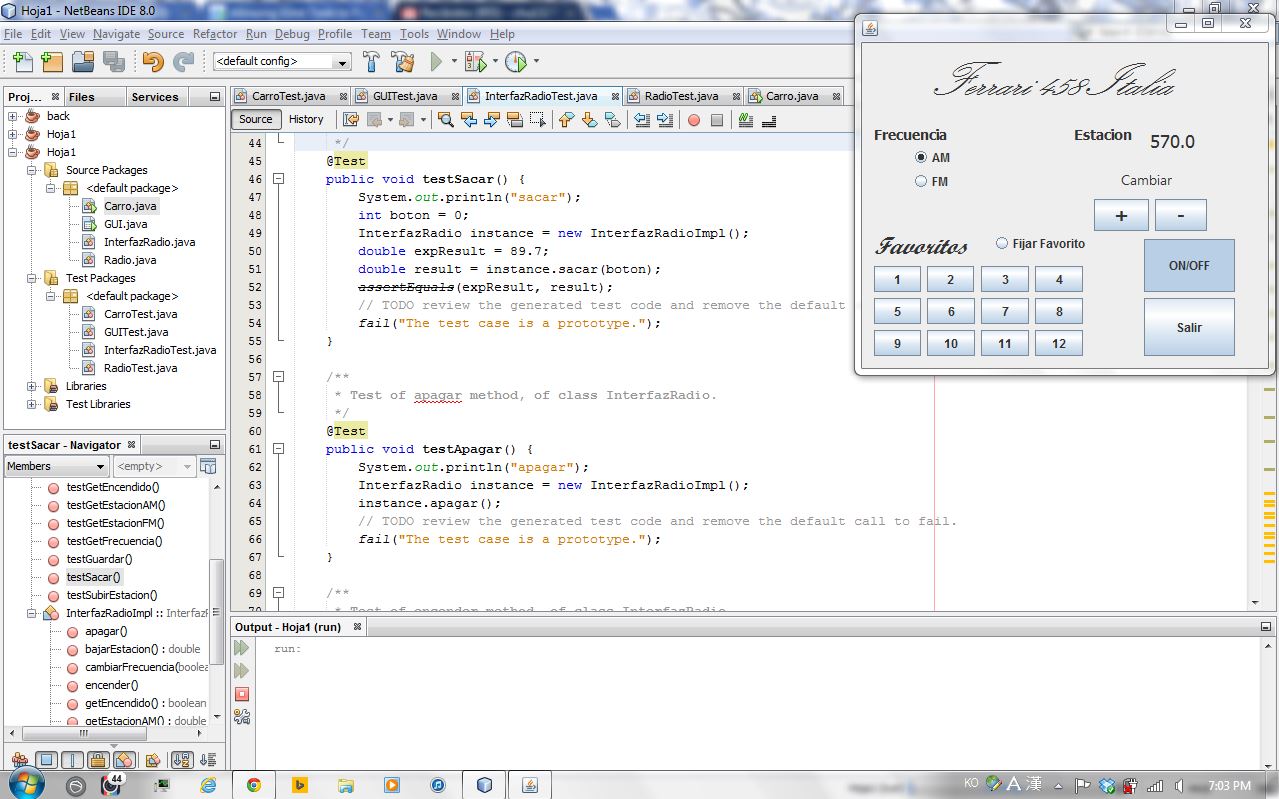 Hoja1 - NetBeans IDE 8.0
File Edit View Navigate Source Refactor Run Debug Profile Team Tools Window Help
<default config>
Proj... Files Services
back
Hoja1
Hoja1
Source Packages
<default package>
Carro.java
GUI.java
InterfazRadio.java
Radio.java
Test Packages
<default package>
CarroTest.java
GUITest.java
InterfazRadioTest.java
RadioTest.java
Libraries
Test Libraries
testSacar - Navigator
Members <empty>
testGetEncendido()
testGetEstacionAM()
testGetEstacionFM()
testGetFrecuencia()
testGuardar()
testSacar()
testSubirEstacion()
InterfazRadioImpl :: InterfazR
apagar()
bajarEstacion() : double
cambiarFrecuencia(boolea
encender()
getEncendido() : boolean
getEstacionAM() : double
CarroTest.java GUITest.java InterfazRadioTest.java RadioTest.java Carro.java
Source History
44 */
45 @Test
46 public void testSacar() {
47 System.out.println("sacar");
48 int boton = 0;
49 InterfazRadio instance = new InterfazRadioImpl();
50 double expResult = 89.7;
51 double result = instance.sacar(boton);
52 assertEquals(expResult, result);
53 // TODO review the generated test code and remove the default
54 fail("The test case is a prototype.");
55 }
56
57 /**
58 * Test of apagar method, of class InterfazRadio.
59 */
60 @Test
61 public void testApagar() {
62 System.out.println("apagar");
63 InterfazRadio instance = new InterfazRadioImpl();
64 instance.apagar();
65 // TODO review the generated test code and remove the default call to fail.
66 fail("The test case is a prototype.");
67 }
68
69 /**
70 * Test of encender method, of class InterfazRadio.
Output - Hoja1 (run)
run:
Ferrari 458 Italia
Frecuencia
AM
FM
Estacion 570.0
Cambiar
+ -
Favoritos Fijar Favorito
1 2 3 4
5 6 7 8
9 10 11 12
ON/OFF
Salir
44
KO A 漢
7:03 PM